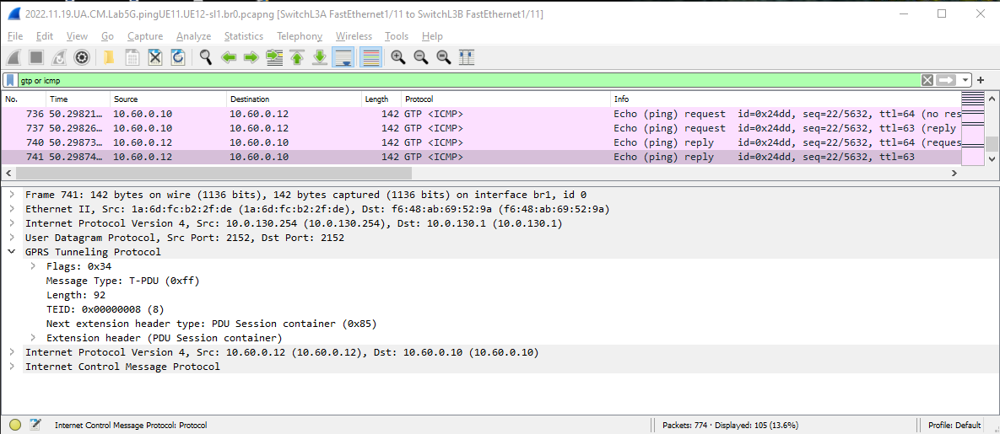 2022.11.19.UA.CM.Lab5G.pingUE11.UE12-sl1.br0.pcapng [SwitchL3A FastEthernet1/11 to SwitchL3B FastEthernet1/11]
File Edit View Go Capture Analyze Statistics Telephony Wireless Tools Help
gtp or icmp
No. Time Source Destination Length Protocol Info
736 50.29821... 10.60.0.10 10.60.0.12 142 GTP <ICMP> Echo (ping) request id=0x24dd, seq=22/5632, ttl=64 (no res
737 50.29826... 10.60.0.10 10.60.0.12 142 GTP <ICMP> Echo (ping) request id=0x24dd, seq=22/5632, ttl=63 (reply
740 50.29873... 10.60.0.12 10.60.0.10 142 GTP <ICMP> Echo (ping) reply id=0x24dd, seq=22/5632, ttl=64 (reques
741 50.29874... 10.60.0.12 10.60.0.10 142 GTP <ICMP> Echo (ping) reply id=0x24dd, seq=22/5632, ttl=63
Frame 741: 142 bytes on wire (1136 bits), 142 bytes captured (1136 bits) on interface br1, id 0
Ethernet II, Src: 1a:6d:fc:b2:2f:de (1a:6d:fc:b2:2f:de), Dst: f6:48:ab:69:52:9a (f6:48:ab:69:52:9a)
Internet Protocol Version 4, Src: 10.0.130.254 (10.0.130.254), Dst: 10.0.130.1 (10.0.130.1)
User Datagram Protocol, Src Port: 2152, Dst Port: 2152
GPRS Tunneling Protocol
Flags: 0x34
Message Type: T-PDU (0xff)
Length: 92
TEID: 0x00000008 (8)
Next extension header type: PDU Session container (0x85)
Extension header (PDU Session container)
Internet Protocol Version 4, Src: 10.60.0.12 (10.60.0.12), Dst: 10.60.0.10 (10.60.0.10)
Internet Control Message Protocol
Internet Control Message Protocol: Protocol
Packets: 774 · Displayed: 105 (13.6%)
Profile: Default